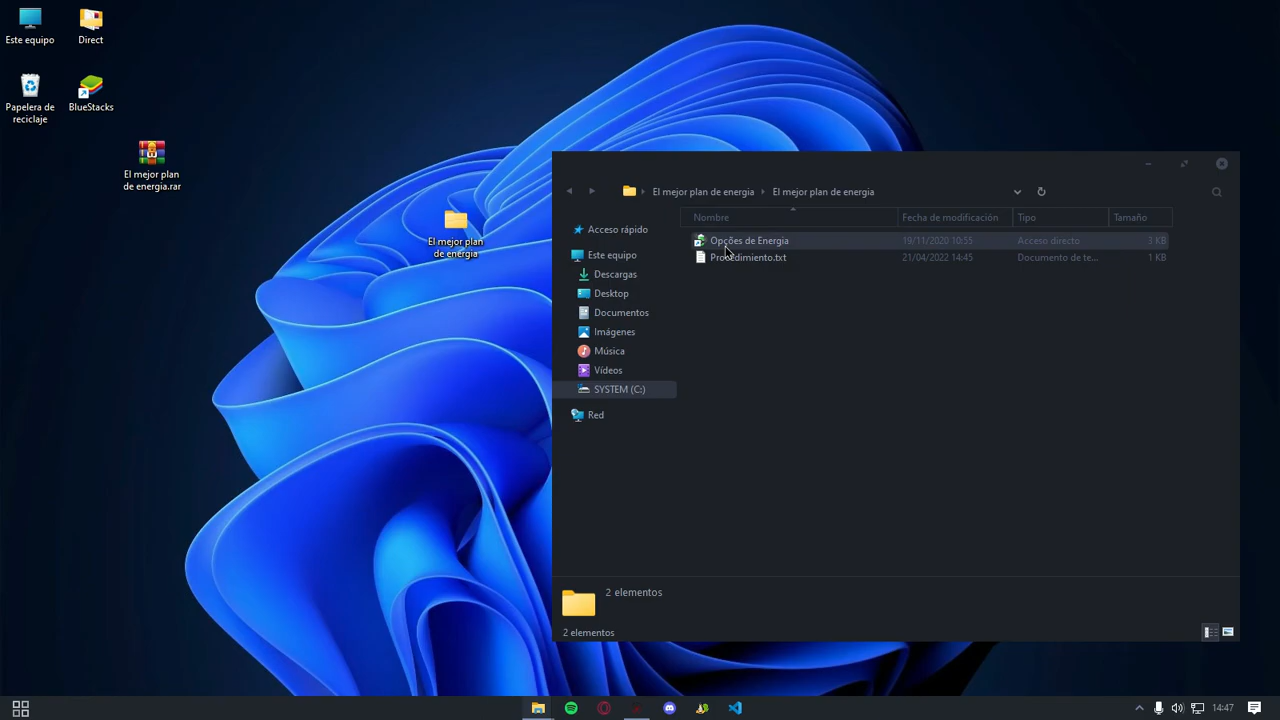 Este equipo
Direct
Papelera de
reciclaje
BlueStacks
El mejor plan
de energia.rar
El mejor plan
de energia
El mejor plan de energia
El mejor plan de energia
Nombre
Fecha de modificación
Tipo
Tamaño
Opções de Energia
19/11/2020 10:55
Acceso directo
3 KB
Procedimiento.txt
21/04/2022 14:45
Documento de te...
1 KB
Acceso rápido
Este equipo
Descargas
Desktop
Documentos
Imágenes
Música
Vídeos
SYSTEM (C:)
Red
2 elementos
2 elementos
14:47